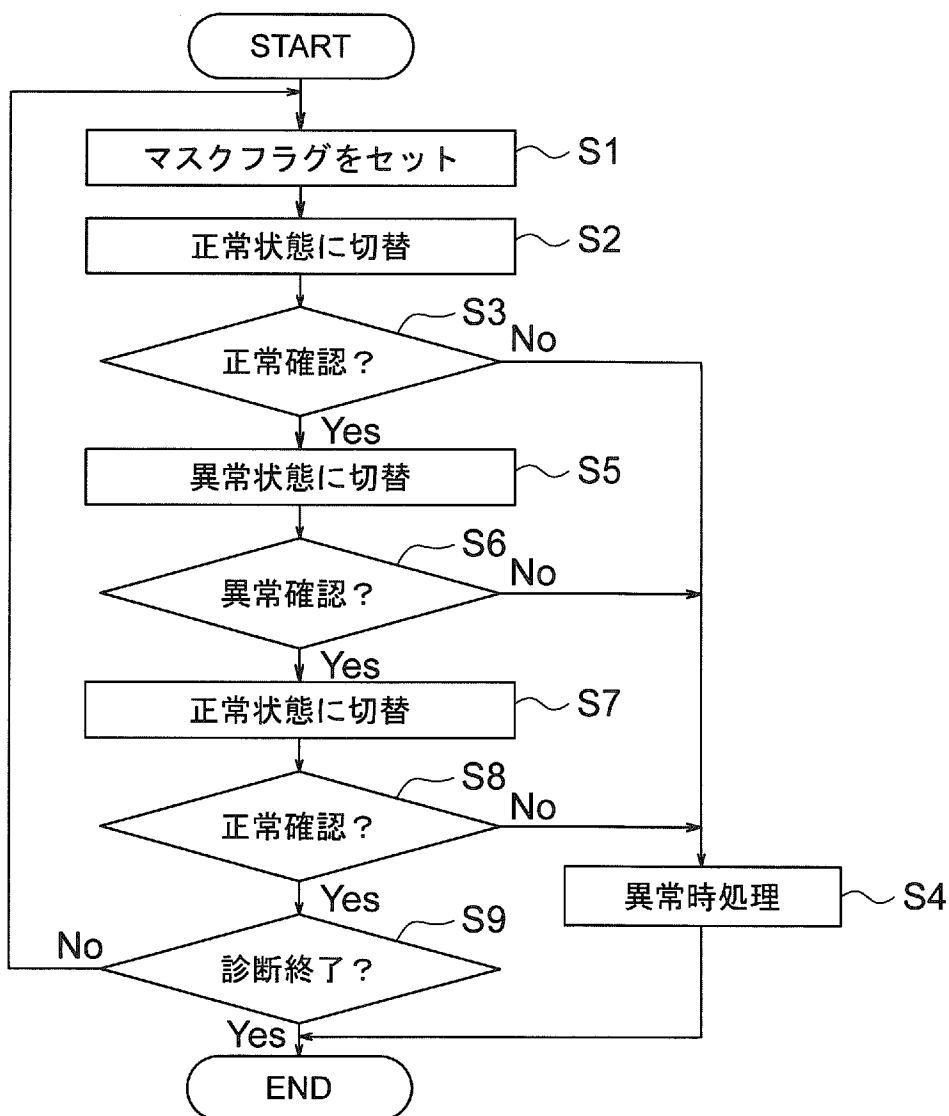 START
マスクフラグをセット
S1
正常状態に切替
S2
S3
正常確認？
No
Yes
異常状態に切替
S5
S6
異常確認？
No
Yes
正常状態に切替
S7
S8
正常確認？
No
Yes
異常時処理
S4
S9
No
診断終了？
Yes
END